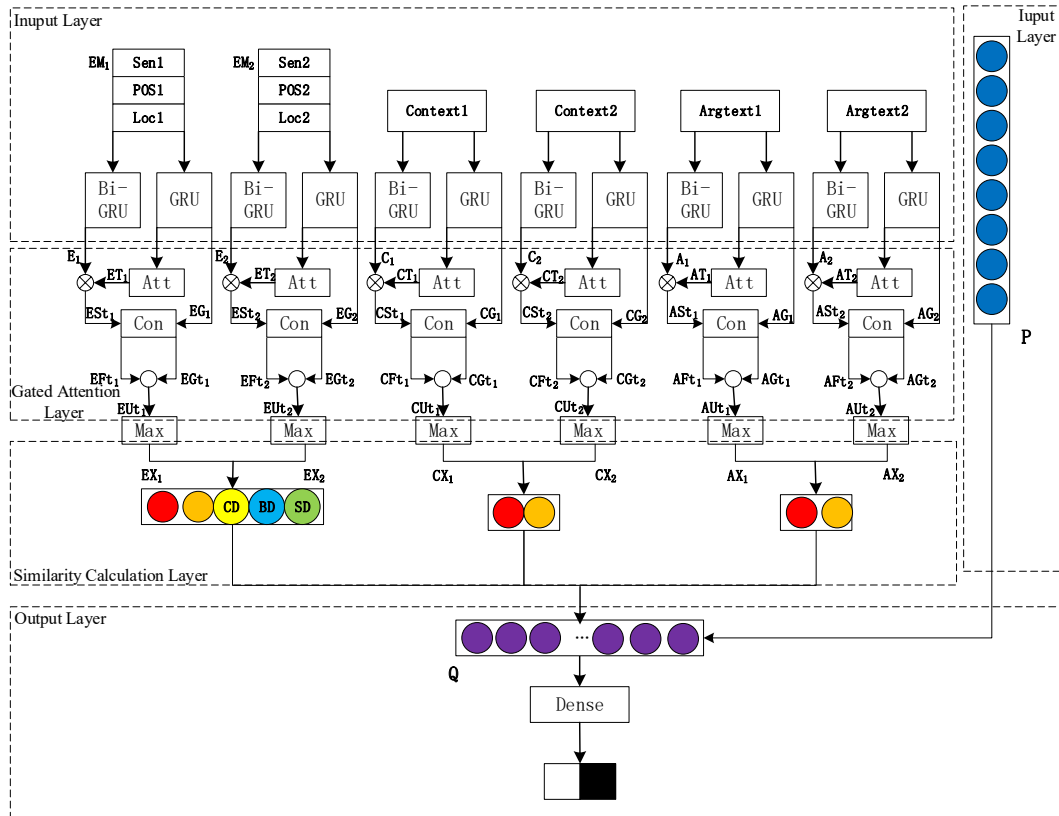 Inuput Layer
Iuput
Layer
EM1 Sen1 EM2 Sen2
POS1 POS2
Loc1 Loc2
Context1 Context2 Argtext1 Argtext2
Bi-
GRU GRU Bi-
GRU GRU Bi-
GRU GRU Bi-
GRU GRU Bi-
GRU GRU Bi-
GRU GRU
E1 E2 C1 C2 A1 A2
ET1 Att ET2 Att CT1 Att CT2 Att AT1 Att AT2 Att
ESt1 Con EG1 ESt2 Con EG2 CSt1 Con CG1 CSt2 Con CG2 ASt1 Con AG1 ASt2 Con AG2
P
EFt1 EGt1 EFt2 EGt2 CFt1 CGt1 CFt2 CGt2 AFt1 AGt1 AFt2 AGt2
Gated Attention
Layer
EUt1 EUt2 CUt1 CUt2 AUt1 AUt2
Max Max Max Max Max Max
EX1 EX2 CX1 CX2 AX1 AX2
CD BD SD
Similarity Calculation Layer
Output Layer
...
Q
Dense